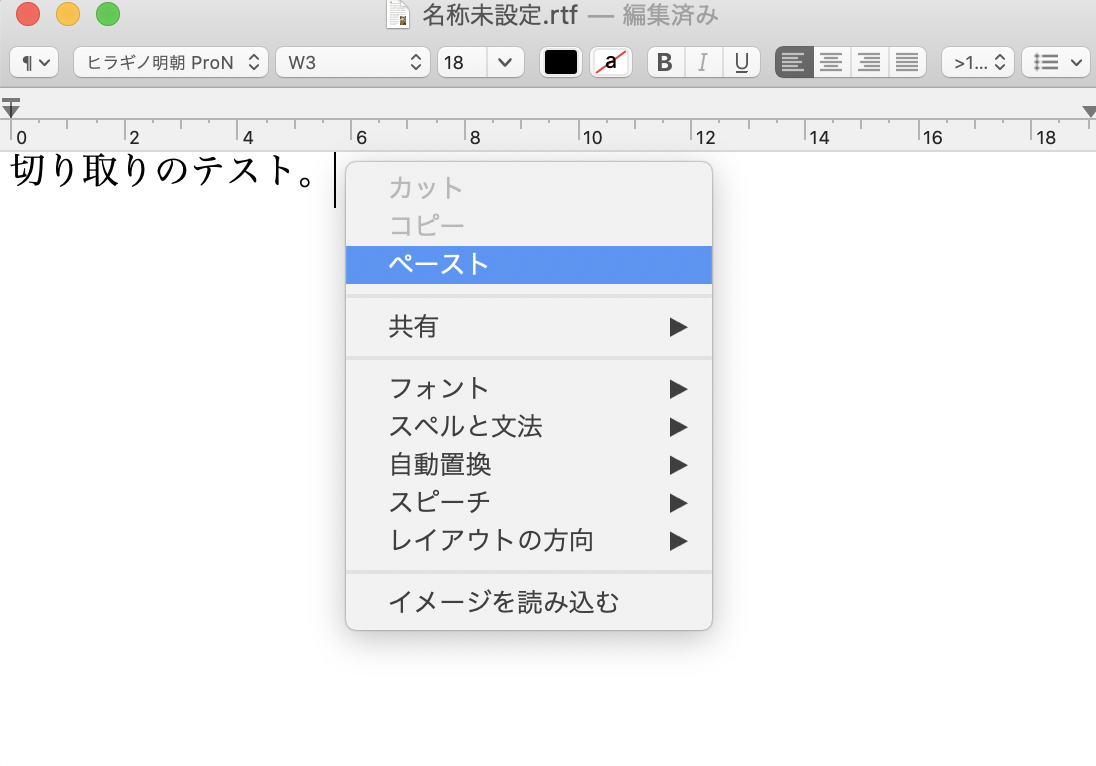 名称未設定.rtf — 編集済み
¶ ヒラギノ明朝 ProN W3 18 a B I U >1...
0 2 4 6 8 10 12 14 16 18
切り取りのテスト。
カット
コピー
ペースト
共有
フォント
スペルと文法
自動置換
スピーチ
レイアウトの方向
イメージを読み込む